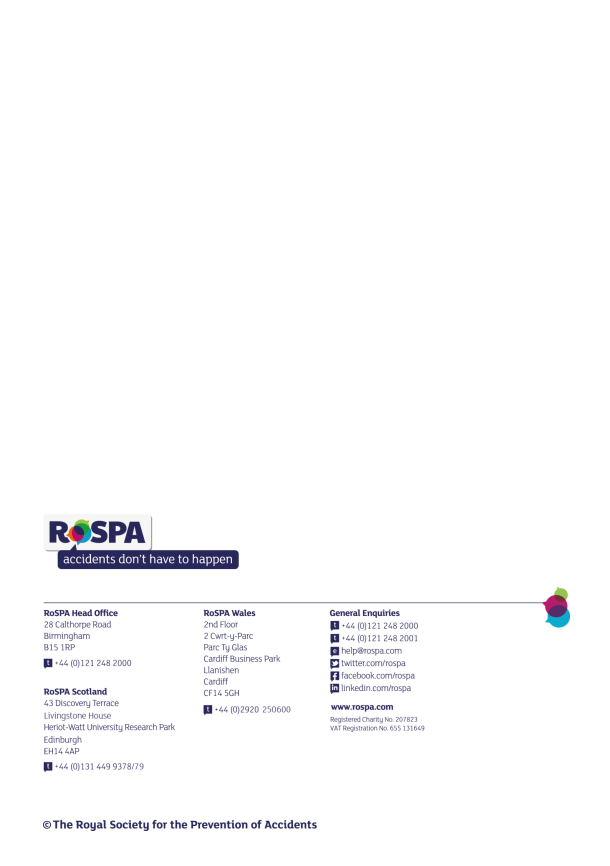 RoSPA
accidents don't have to happen
RoSPA Head Office
28 Calthorpe Road
Birmingham
B15 1RP
t +44 (0)121 248 2000
RoSPA Scotland
43 Discovery Terrace
Livingstone House
Heriot-Watt University Research Park
Edinburgh
EH14 4AP
t +44 (0)131 449 9378/79
RoSPA Wales
2nd Floor
2 Cwrt-y-Parc
Parc Ty Glas
Cardiff Business Park
Llanishen
Cardiff
CF14 5GH
t +44 (0)2920 250600
General Enquiries
t +44 (0)121 248 2000
t +44 (0)121 248 2001
e help@rospa.com
twitter.com/rospa
f facebook.com/rospa
in linkedin.com/rospa
www.rospa.com
Registered Charity No. 207823
VAT Registration No. 655 131649
© The Royal Society for the Prevention of Accidents